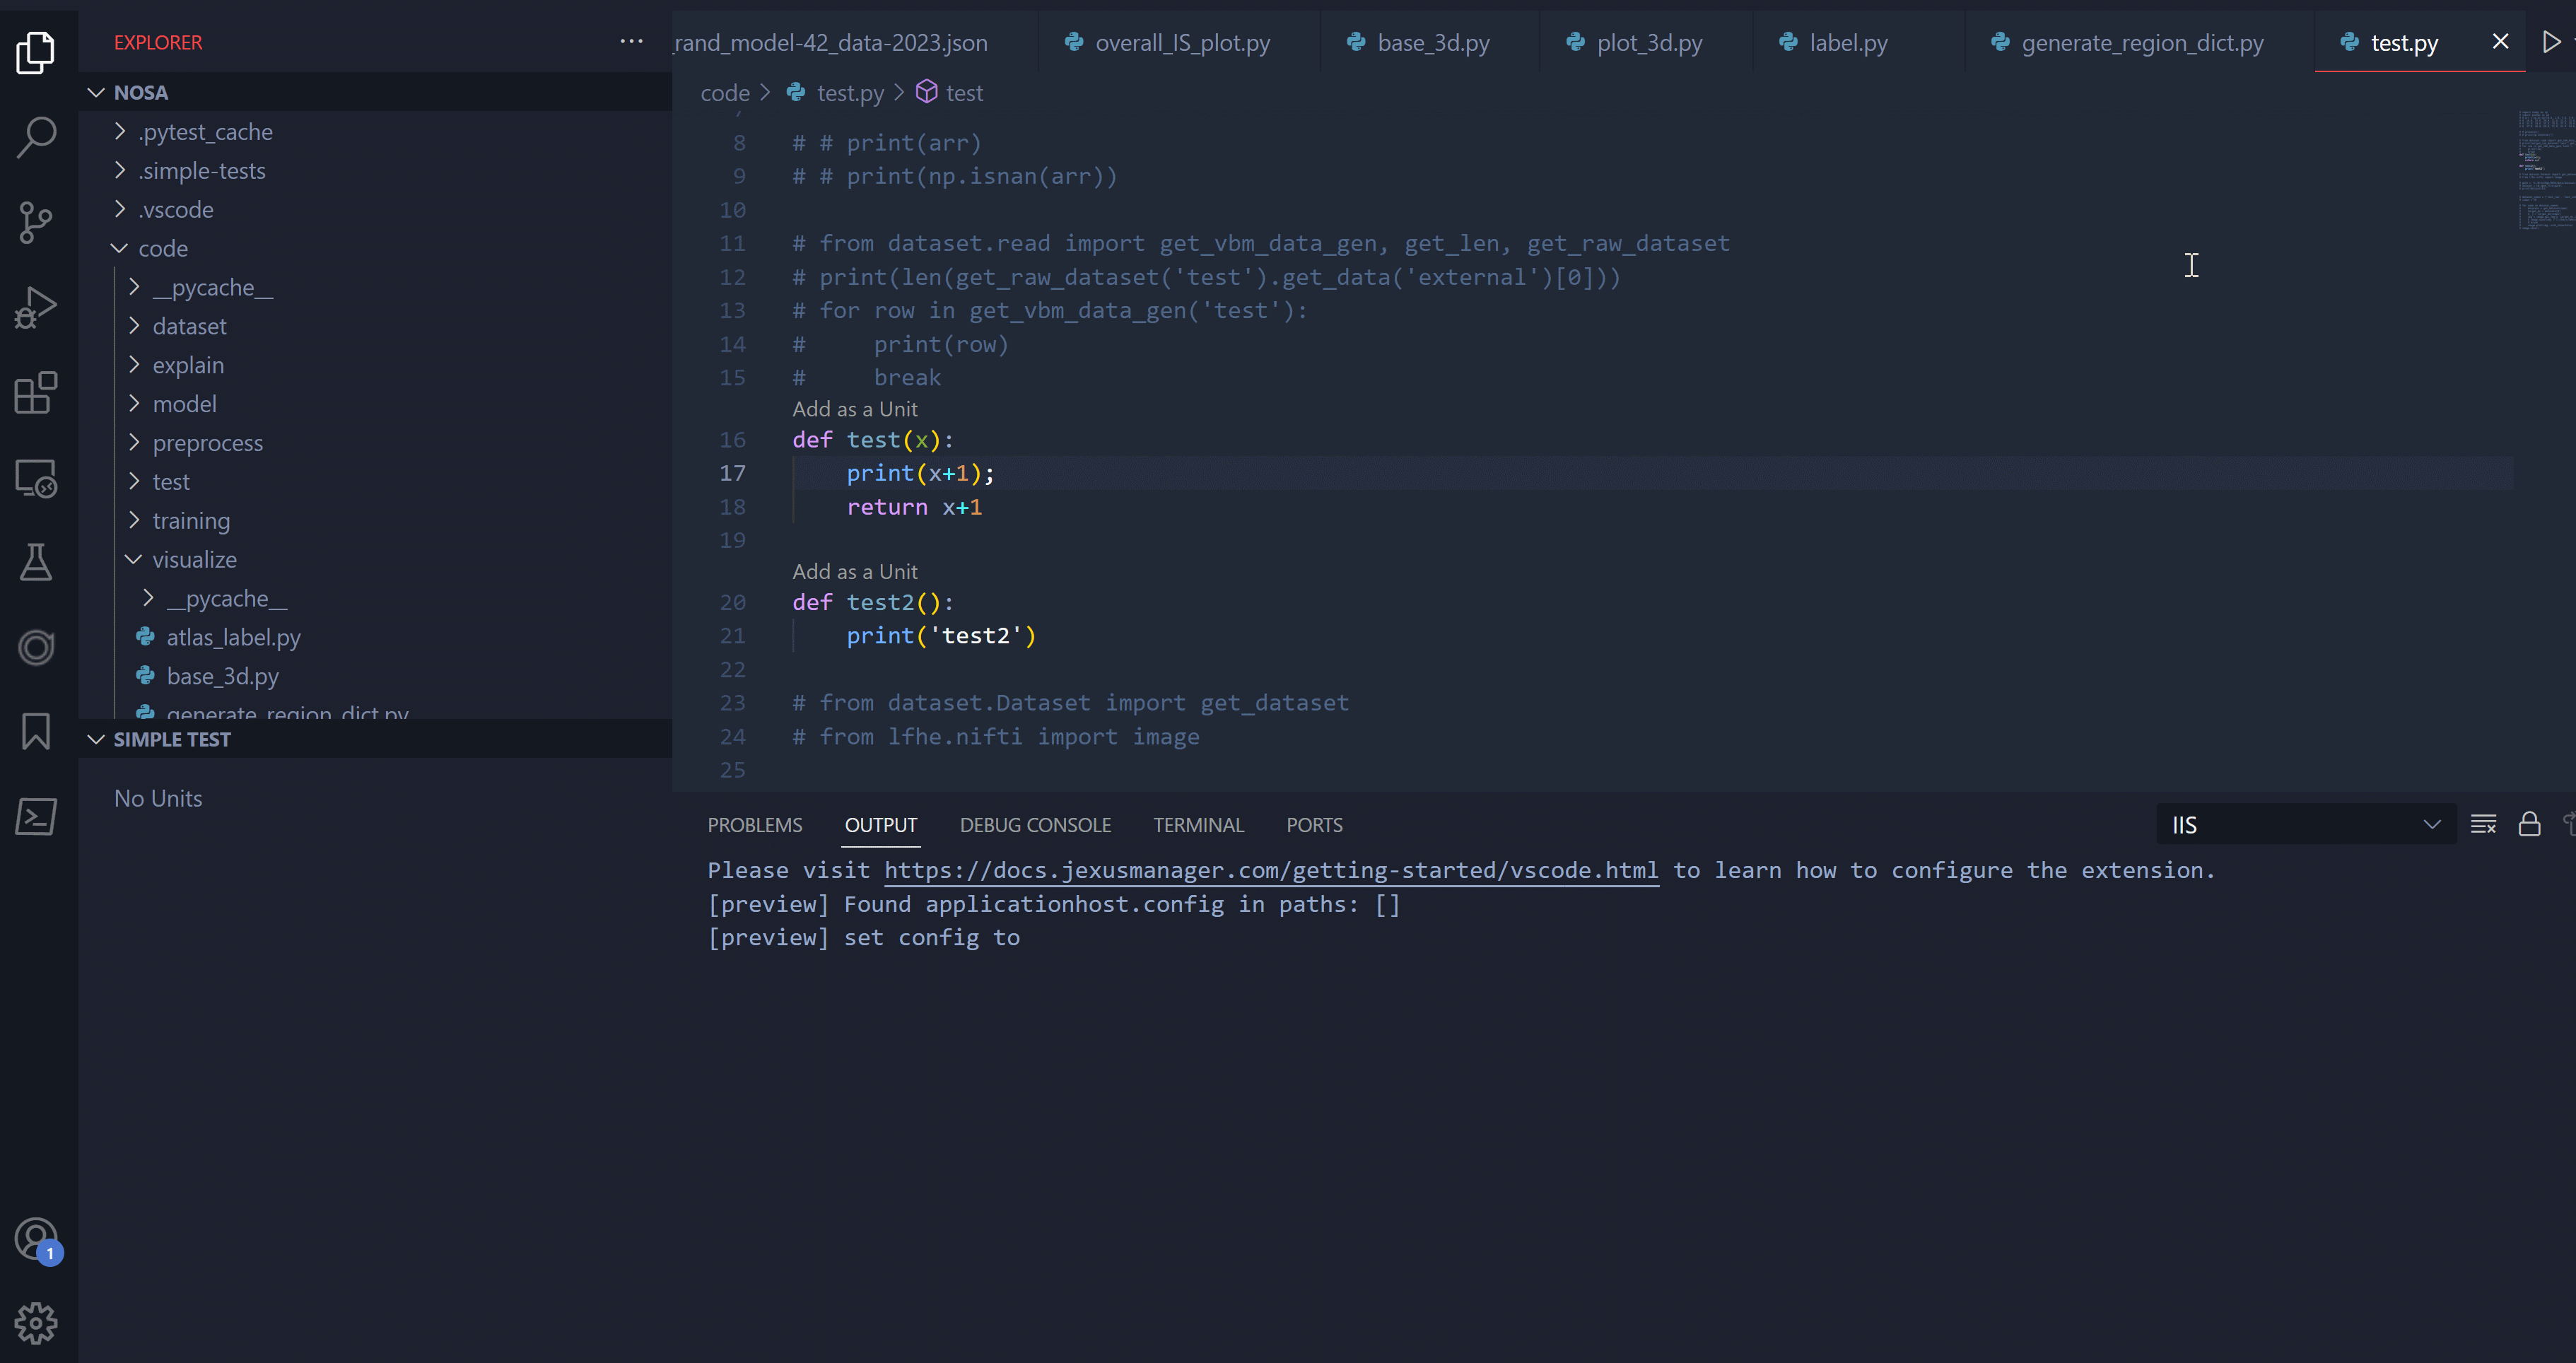 EXPLORER
NOSA
.pytest_cache
.simple-tests
.vscode
code
__pycache__
dataset
explain
model
preprocess
test
training
visualize
__pycache__
atlas_label.py
base_3d.py
generate_region_dict.py
SIMPLE TEST
No Units
1
_rand_model-42_data-2023.json overall_IS_plot.py base_3d.py plot_3d.py label.py generate_region_dict.py test.py
code > test.py > test
8 # # print(arr)
9 # # print(np.isnan(arr))
10
11 # from dataset.read import get_vbm_data_gen, get_len, get_raw_dataset
12 # print(len(get_raw_dataset('test').get_data('external')[0]))
13 # for row in get_vbm_data_gen('test'):
14 #     print(row)
15 #     break
Add as a Unit
16 def test(x):
17     print(x+1);
18     return x+1
19
Add as a Unit
20 def test2():
21     print('test2')
22
23 # from dataset.Dataset import get_dataset
24 # from lfhe.nifti import image
25
PROBLEMS OUTPUT DEBUG CONSOLE TERMINAL PORTS IIS
Please visit https://docs.jexusmanager.com/getting-started/vscode.html to learn how to configure the extension.
[preview] Found applicationhost.config in paths: []
[preview] set config to